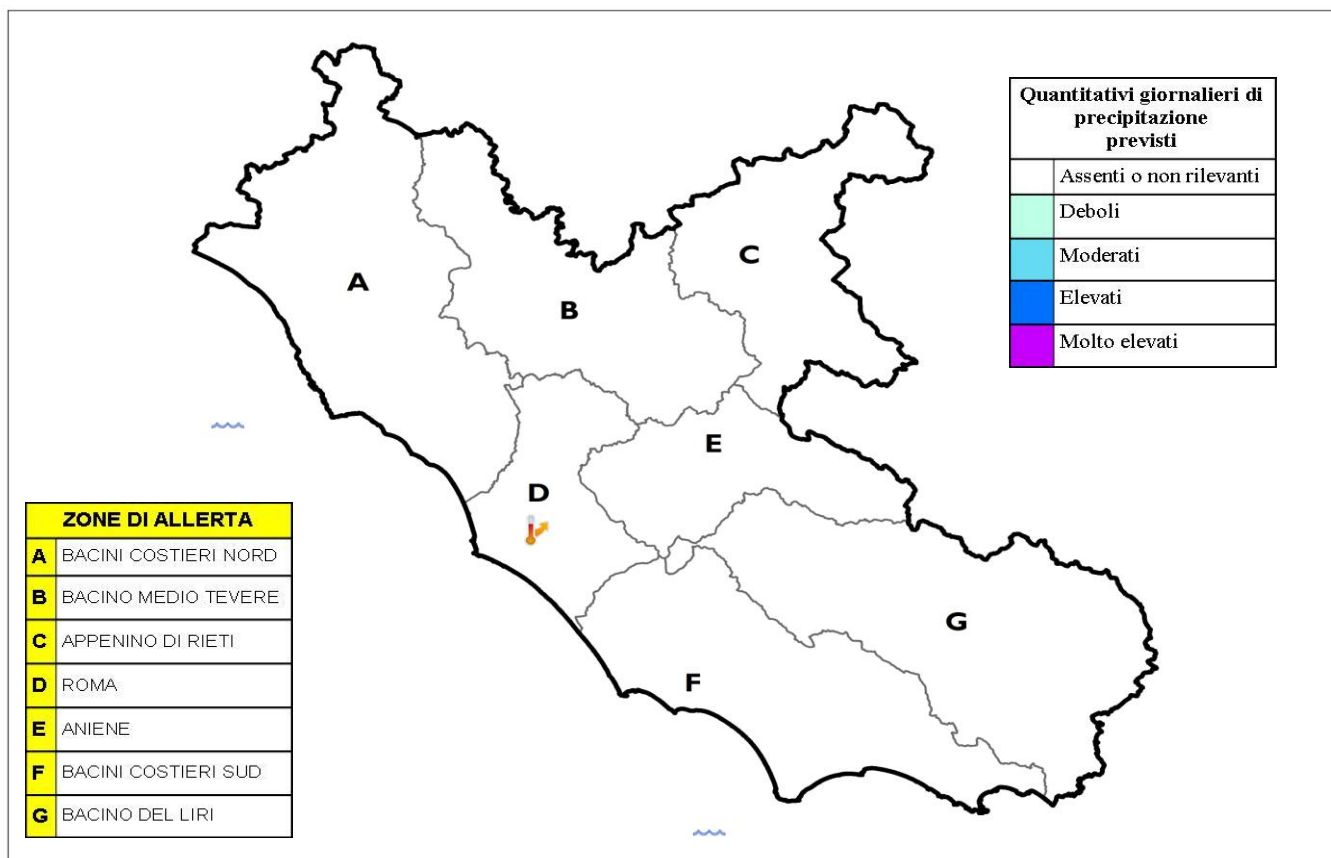 Quantitativi giornalieri di
precipitazione
previsti
Assenti o non rilevanti
Deboli
Moderati
Elevati
Molto elevati
A
B
C
D
E
F
G
ZONE DI ALLERTA
A BACINI COSTIERI NORD
B BACINO MEDIO TEVERE
C APPENINO DI RIETI
D ROMA
E ANIENE
F BACINI COSTIERI SUD
G BACINO DEL LIRI